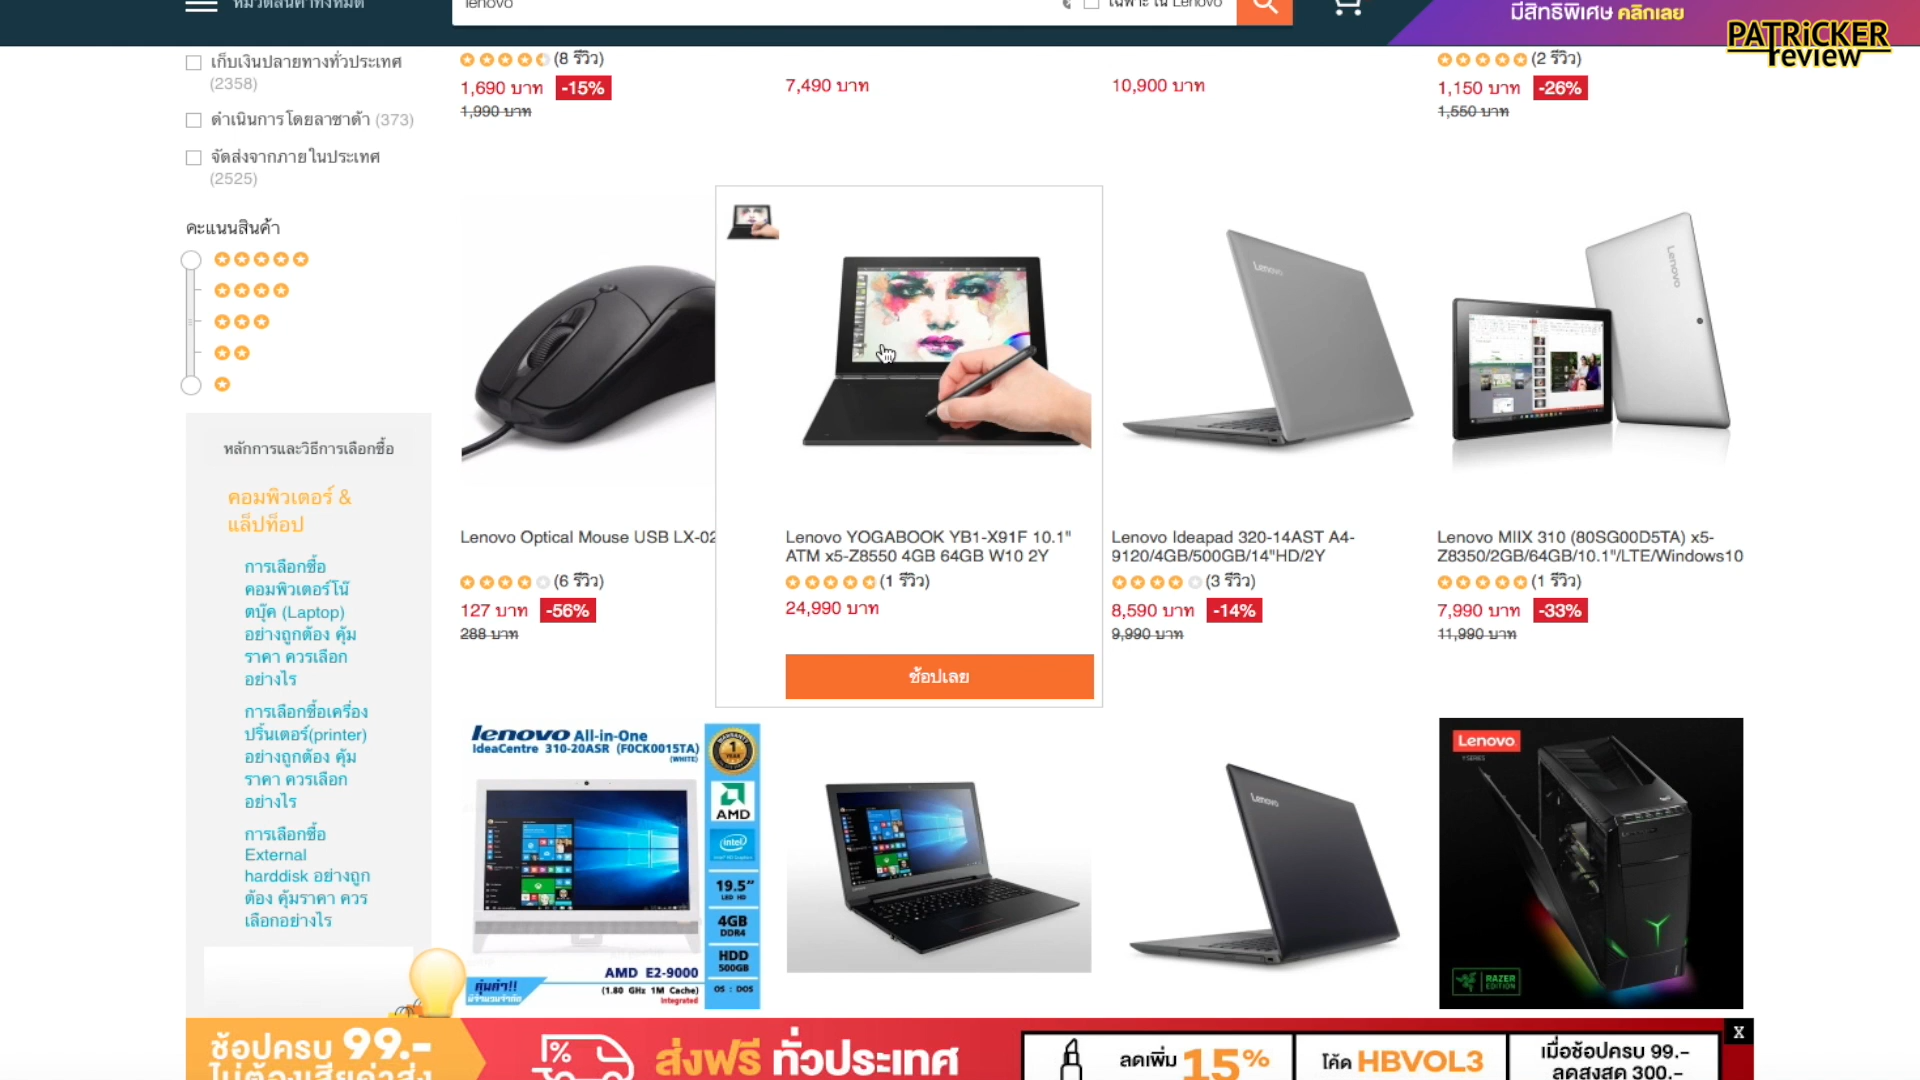 หมวดสินค้าทั้งหมด
lenovo
เฉพาะ ใน Lenovo
มีสิทธิพิเศษ คลิกเลย
PATRiCKER
review
เก็บเงินปลายทางทั่วประเทศ
(2358)
ดำเนินการโดยลาซาด้า (373)
จัดส่งจากภายในประเทศ
(2525)
คะแนนสินค้า
(8 รีวิว)
1,690 บาท -15%
1,990 บาท
7,490 บาท
10,900 บาท
(2 รีวิว)
1,150 บาท -26%
1,550 บาท
หลักการและวิธีการเลือกซื้อ
คอมพิวเตอร์ &
แล็ปท็อป
การเลือกซื้อ
คอมพิวเตอร์โน๊
ตบุ๊ค (Laptop)
อย่างถูกต้อง คุ้ม
ราคา ควรเลือก
อย่างไร
การเลือกซื้อเครื่อง
ปริ้นเตอร์(printer)
อย่างถูกต้อง คุ้ม
ราคา ควรเลือก
อย่างไร
การเลือกซื้อ
External
harddisk อย่างถูก
ต้อง คุ้มราคา ควร
เลือกอย่างไร
Lenovo Optical Mouse USB LX-02
(6 รีวิว)
127 บาท -56%
288 บาท
Lenovo YOGABOOK YB1-X91F 10.1"
ATM x5-Z8550 4GB 64GB W10 2Y
(1 รีวิว)
24,990 บาท
ช้อปเลย
Lenovo
Lenovo Ideapad 320-14AST A4-
9120/4GB/500GB/14"HD/2Y
(3 รีวิว)
8,590 บาท -14%
9,990 บาท
Lenovo
Lenovo MIIX 310 (80SG00D5TA) x5-
Z8350/2GB/64GB/10.1"/LTE/Windows10
(1 รีวิว)
7,990 บาท -33%
11,990 บาท
lenovo All-in-One
IdeaCentre 310-20ASR (F0CK0015TA)
(WHITE)
WARRANTY
1
YEAR
AMD
intel
19.5"
LED HD
4GB
DDR4
HDD
500GB
OS : DOS
AMD E2-9000
(1.80 GHz 1M Cache)
Integrated
คุ้มค่า!!
มีจำนวนจำกัด
Lenovo
Lenovo
Y SERIES
RAZER
EDITION
ช้อปครบ 99.-
ไม่ต้องเสียค่าส่ง
ส่งฟรี ทั่วประเทศ
ลดเพิ่ม 15%
โค้ด HBVOL3
เมื่อช้อปครบ 99.-
ลดสูงสุด 300.-
X